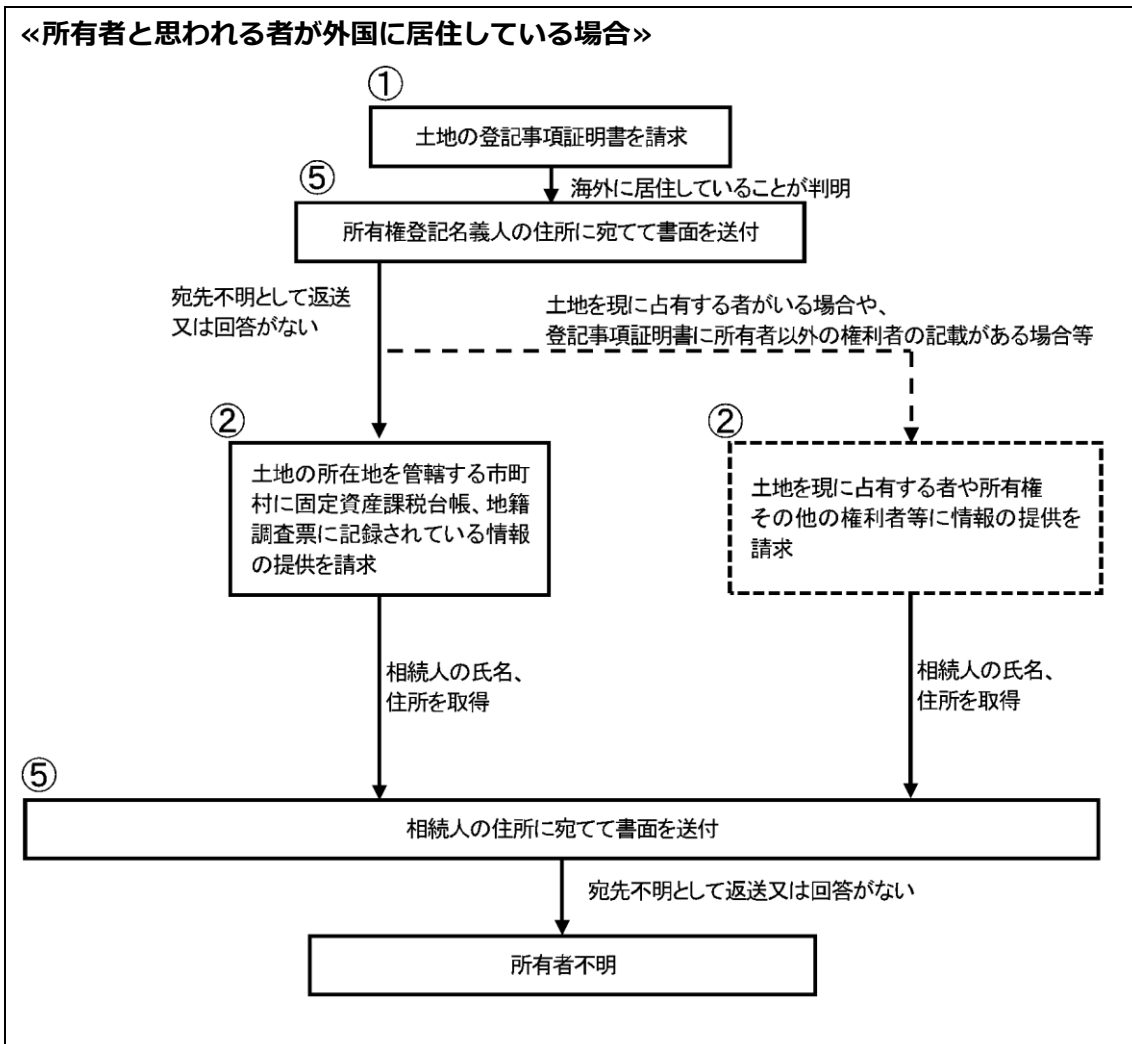 ≪所有者と思われる者が外国に居住している場合≫
①
土地の登記事項証明書を請求
海外に居住していることが判明
⑤
所有権登記名義人の住所に宛てて書面を送付
宛先不明として返送
又は回答がない
土地を現に占有する者がいる場合や、
登記事項証明書に所有者以外の権利者の記載がある場合等
②
土地の所在地を管轄する市町
村に固定資産課税台帳、地籍
調査票に記録されている情報
の提供を請求
②
土地を現に占有する者や所有権
その他の権利者等に情報の提供を
請求
相続人の氏名、
住所を取得
相続人の氏名、
住所を取得
⑤
相続人の住所に宛てて書面を送付
宛先不明として返送又は回答がない
所有者不明